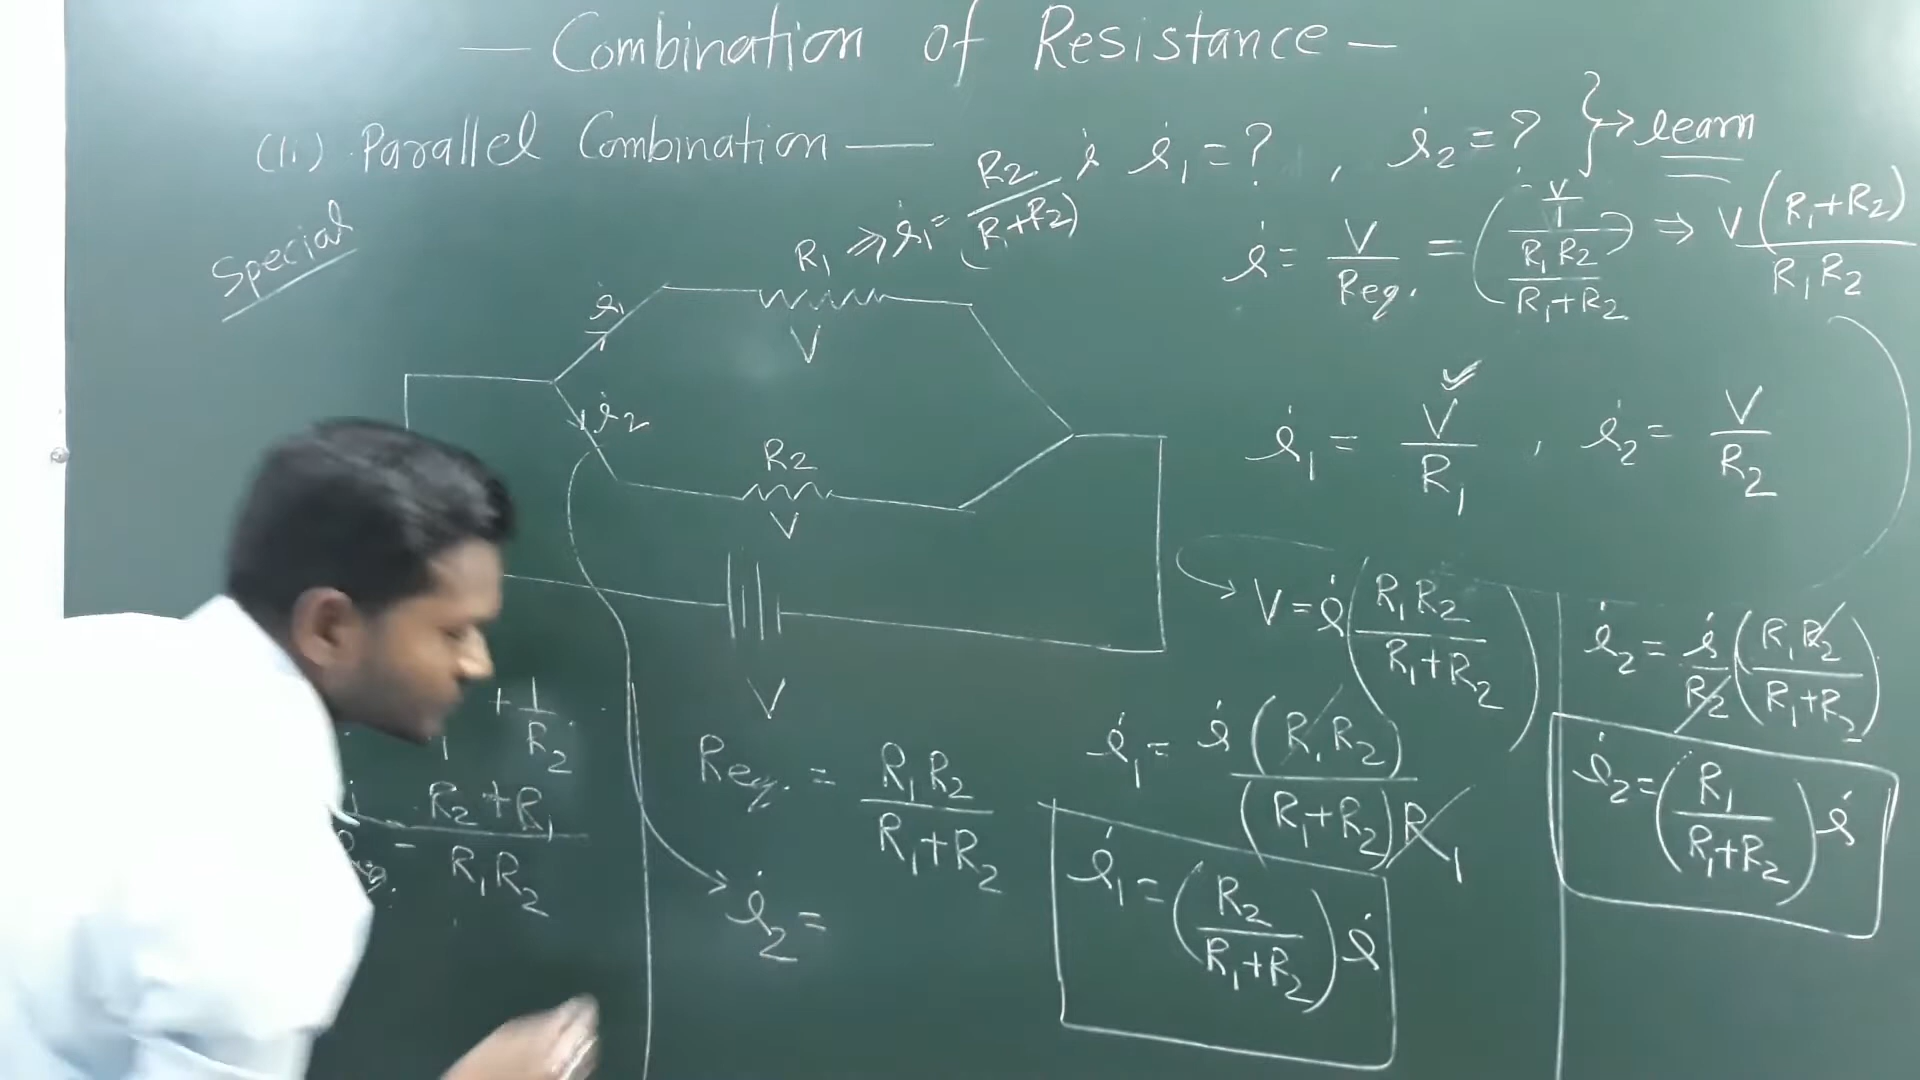 — Combination of Resistance —
(ii) Parallel Combination —
i₁ = ? , i₂ = ? } → learn
Special
R₁ ⇒ i₁ = R₂/(R₁+R₂) i
i = V/Req. = (V/1 / R₁R₂/R₁+R₂) ⇒ V(R₁+R₂)/R₁R₂
i₁
V
i₂
R₂
V
i₁ = V/R₁ , i₂ = V/R₂
V
→ V = i(R₁R₂/R₁+R₂)
i₁ = i(R₁R₂)/(R₁+R₂)R₁
i₁ = (R₂/R₁+R₂) i
i₂ = i/R₂ (R₁R₂/R₁+R₂)
i₂ = (R₁/R₁+R₂) i
+ 1/R₂
= R₂+R₁/R₁R₂
Req. = R₁R₂/R₁+R₂
i₂ =